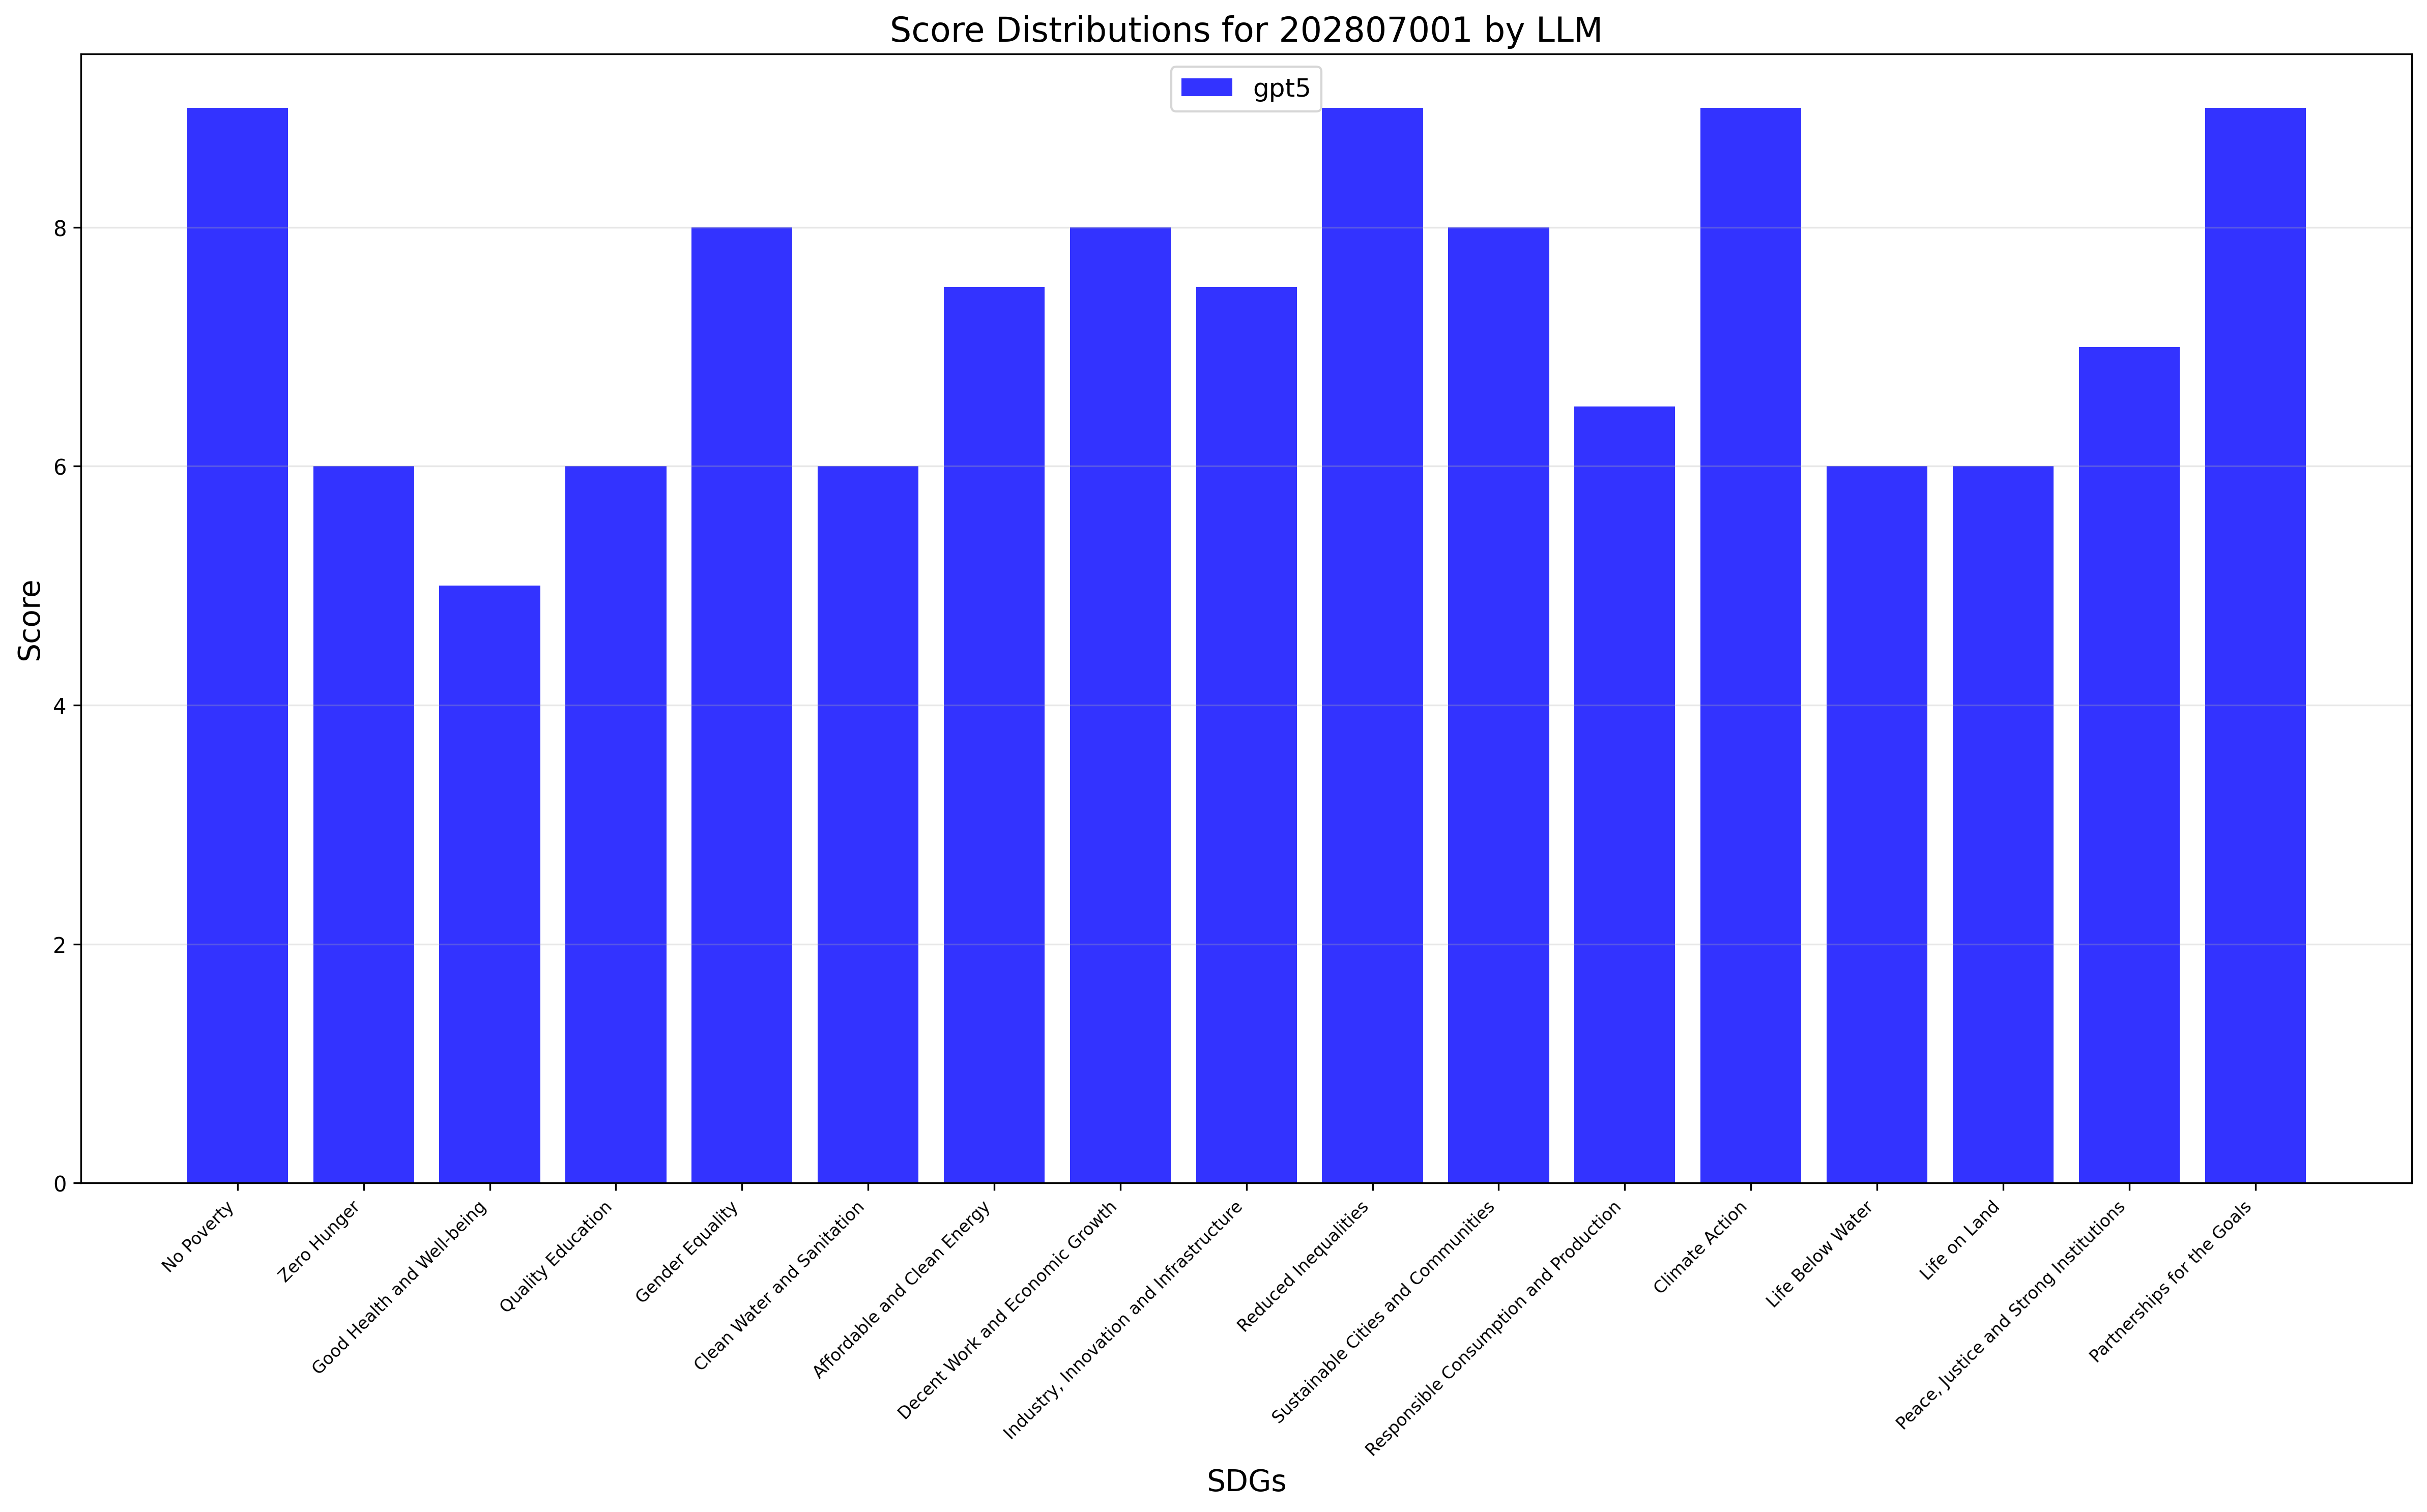 Score Distributions for 202807001 by LLM
gpt5
Score
8
6
4
2
0
No Poverty
Zero Hunger
Good Health and Well-being
Quality Education
Gender Equality
Clean Water and Sanitation
Affordable and Clean Energy
Decent Work and Economic Growth
Industry, Innovation and Infrastructure
Reduced Inequalities
Sustainable Cities and Communities
Responsible Consumption and Production
Climate Action
Life Below Water
Life on Land
Peace, Justice and Strong Institutions
Partnerships for the Goals
SDGs